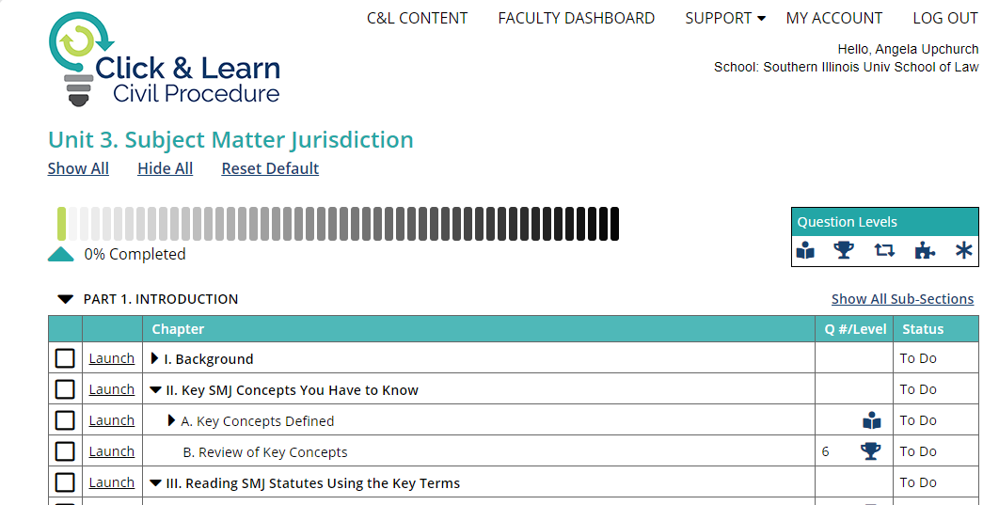 C&L CONTENT FACULTY DASHBOARD SUPPORT MY ACCOUNT LOG OUT
Hello, Angela Upchurch
School: Southern Illinois Univ School of Law
Click & Learn
Civil Procedure
Unit 3. Subject Matter Jurisdiction
Show All Hide All Reset Default
0% Completed
Question Levels
PART 1. INTRODUCTION Show All Sub-Sections
Chapter Q #/Level Status
Launch I. Background To Do
Launch II. Key SMJ Concepts You Have to Know To Do
Launch A. Key Concepts Defined To Do
Launch B. Review of Key Concepts 6 To Do
Launch III. Reading SMJ Statutes Using the Key Terms To Do